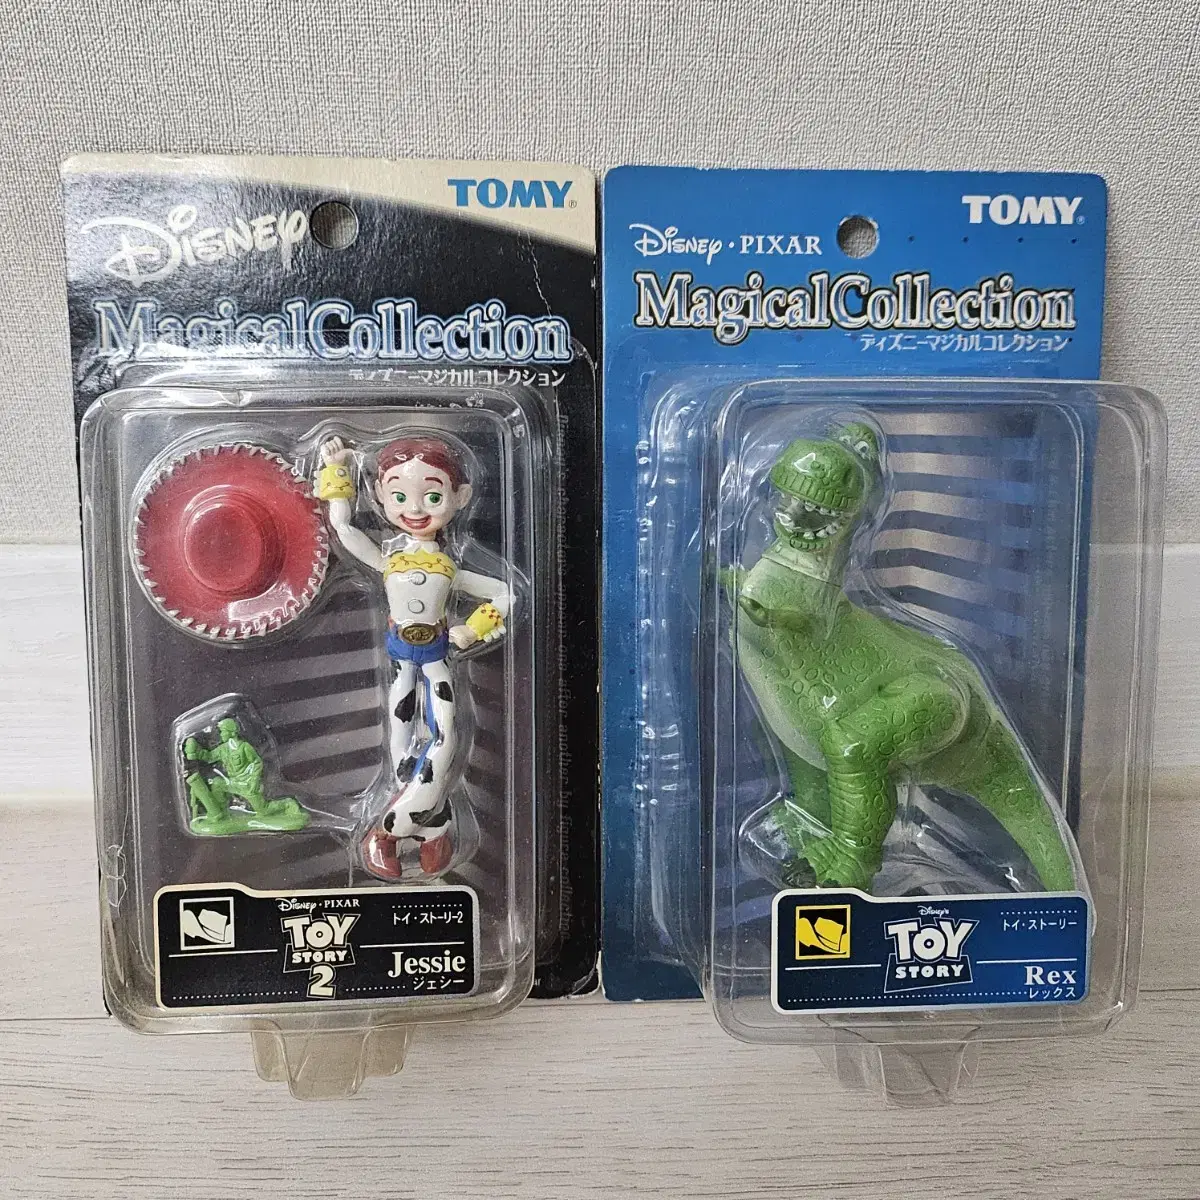 TOMY®
Disney
MagicalCollection
ディズニーマジカルコレクション
Disney · PIXAR
TOY
STORY
2
トイ・ストーリー2
Jessie
ジェシー
TOMY®
Disney · PIXAR
MagicalCollection
ディズニーマジカルコレクション
Disney's
TOY
STORY
トイ・ストーリー
Rex
レックス